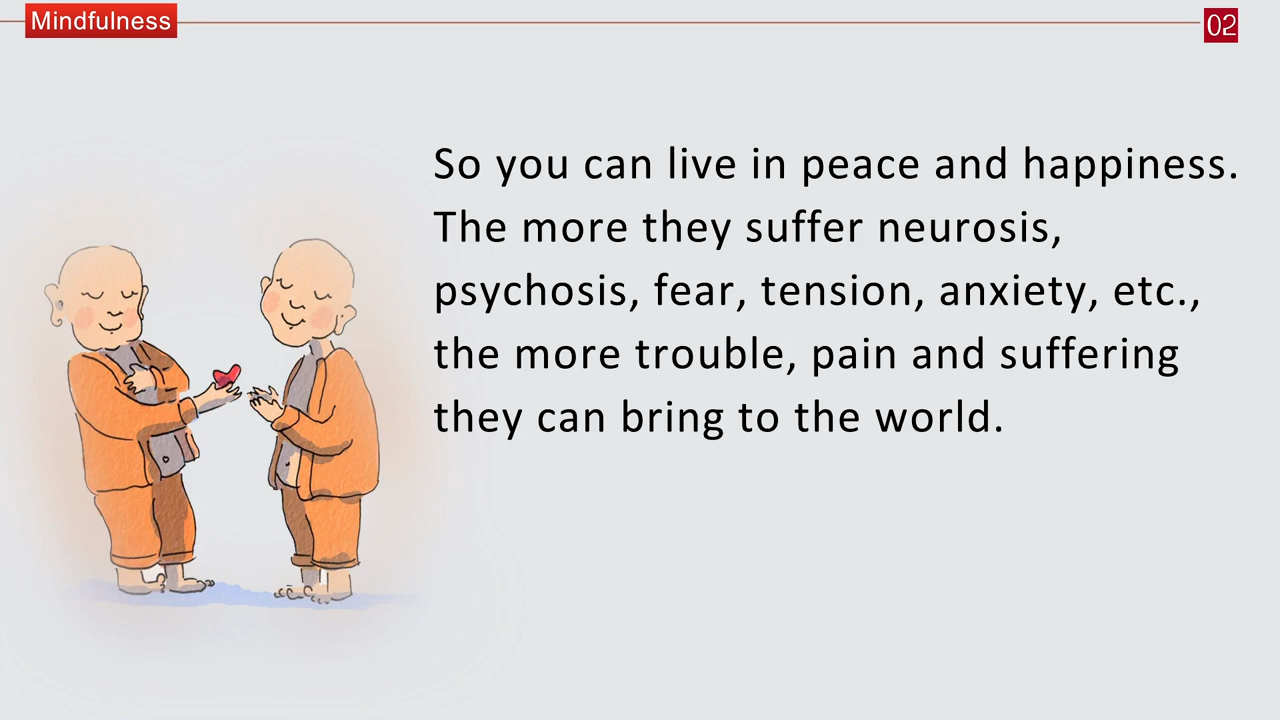 Mindfulness
02
So you can live in peace and happiness.
The more they suffer neurosis,
psychosis, fear, tension, anxiety, etc.,
the more trouble, pain and suffering
they can bring to the world.